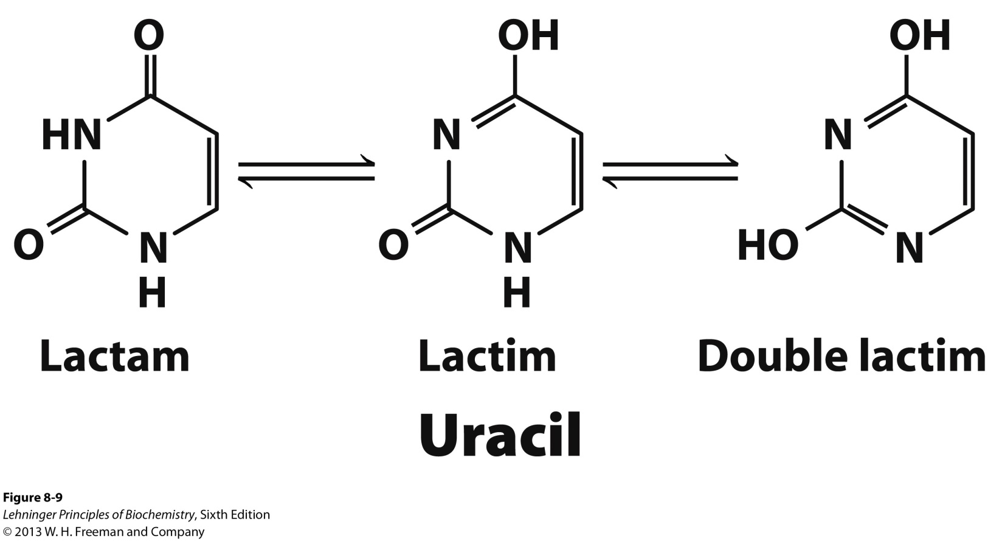 O OH OH
HN N N
O N O N HO N
H H
Lactam Lactim Double lactim
Uracil
Figure 8-9
Lehninger Principles of Biochemistry, Sixth Edition
© 2013 W. H. Freeman and Company